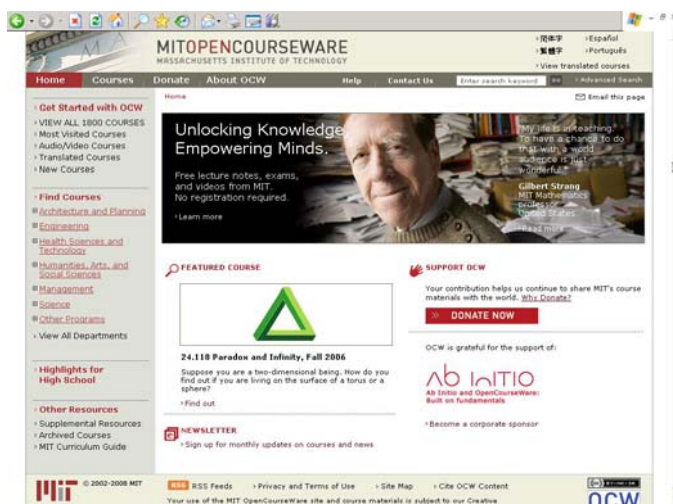 MITOPENCOURSEWARE
MASSACHUSETTS INSTITUTE OF TECHNOLOGY
简体字
Español
繁體字
Português
View translated courses
Home Courses Donate About OCW Help Contact Us Enter search keyword GO Advanced Search
Home
Email this page
Get Started with OCW
VIEW ALL 1800 COURSES
Most Visited Courses
Audio/Video Courses
Translated Courses
New Courses
Find Courses
Architecture and Planning
Engineering
Health Sciences and
Technology
Humanities, Arts, and
Social Sciences
Management
Science
Other Programs
View All Departments
Highlights for
High School
Other Resources
Supplemental Resources
Archived Courses
MIT Curriculum Guide
Unlocking Knowledge,
Empowering Minds.
Free lecture notes, exams,
and videos from MIT.
No registration required.
Learn more
"My life is in teaching.
To have a chance to do
that with a world
audience is just
wonderful."
Gilbert Strang
MIT Mathematics
professor
United States
Read more
FEATURED COURSE
24.118 Paradox and Infinity, Fall 2006
Suppose you are a two-dimensional being. How do you
find out if you are living on the surface of a torus or a
sphere?
Find out
NEWSLETTER
Sign up for monthly updates on courses and news
SUPPORT OCW
Your contribution helps us continue to share MIT's course
materials with the world. Why Donate?
DONATE NOW
OCW is grateful for the support of:
Ab INITIO
Ab Initio and OpenCourseWare:
Built on fundamentals
Become a corporate sponsor
MIT
© 2002-2008 MIT
RSS RSS Feeds Privacy and Terms of Use Site Map Cite OCW Content
Your use of the MIT OpenCourseWare site and course materials is subject to our Creative
OCW